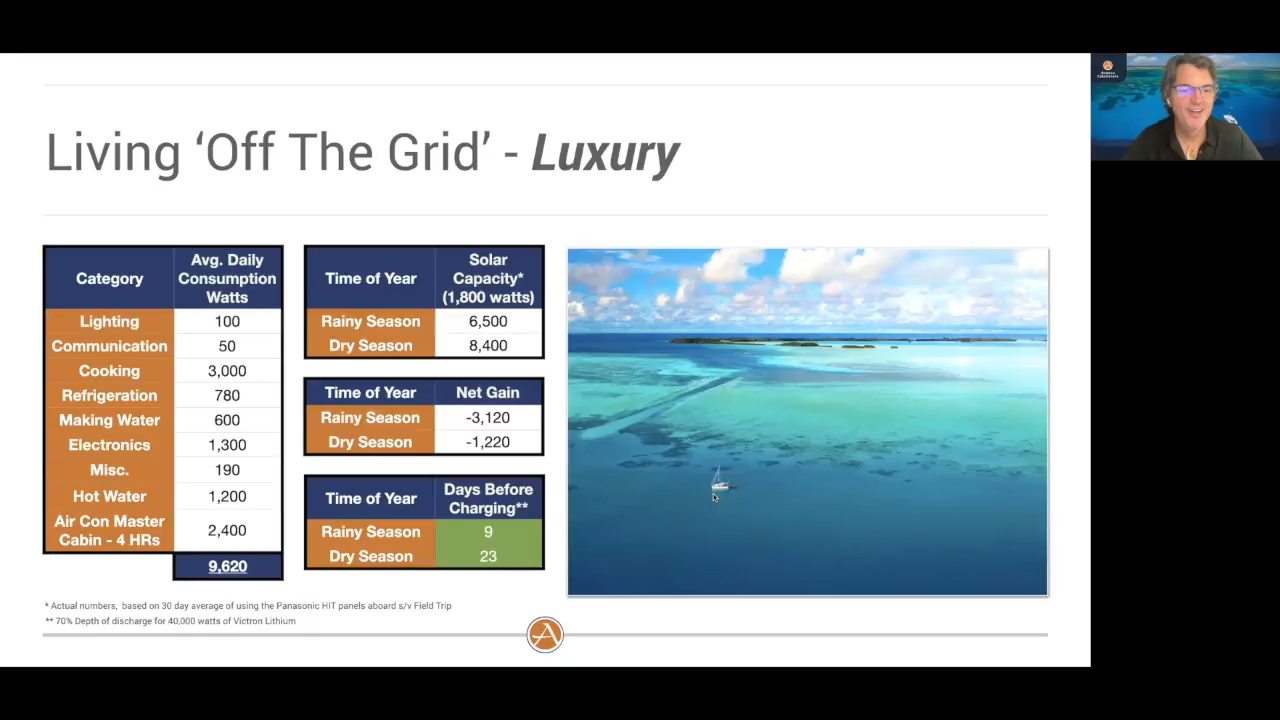 Living ‘Off The Grid’ - Luxury
Category
Avg. Daily
Consumption
Watts
Lighting 100
Communication 50
Cooking 3,000
Refrigeration 780
Making Water 600
Electronics 1,300
Misc. 190
Hot Water 1,200
Air Con Master
Cabin - 4 HRs
2,400
9,620
Time of Year
Solar
Capacity*
(1,800 watts)
Rainy Season 6,500
Dry Season 8,400
Time of Year Net Gain
Rainy Season -3,120
Dry Season -1,220
Time of Year
Days Before
Charging**
Rainy Season 9
Dry Season 23
* Actual numbers, based on 30 day average of using the Panasonic HIT panels aboard s/v Field Trip
** 70% Depth of discharge for 40,000 watts of Victron Lithium
A